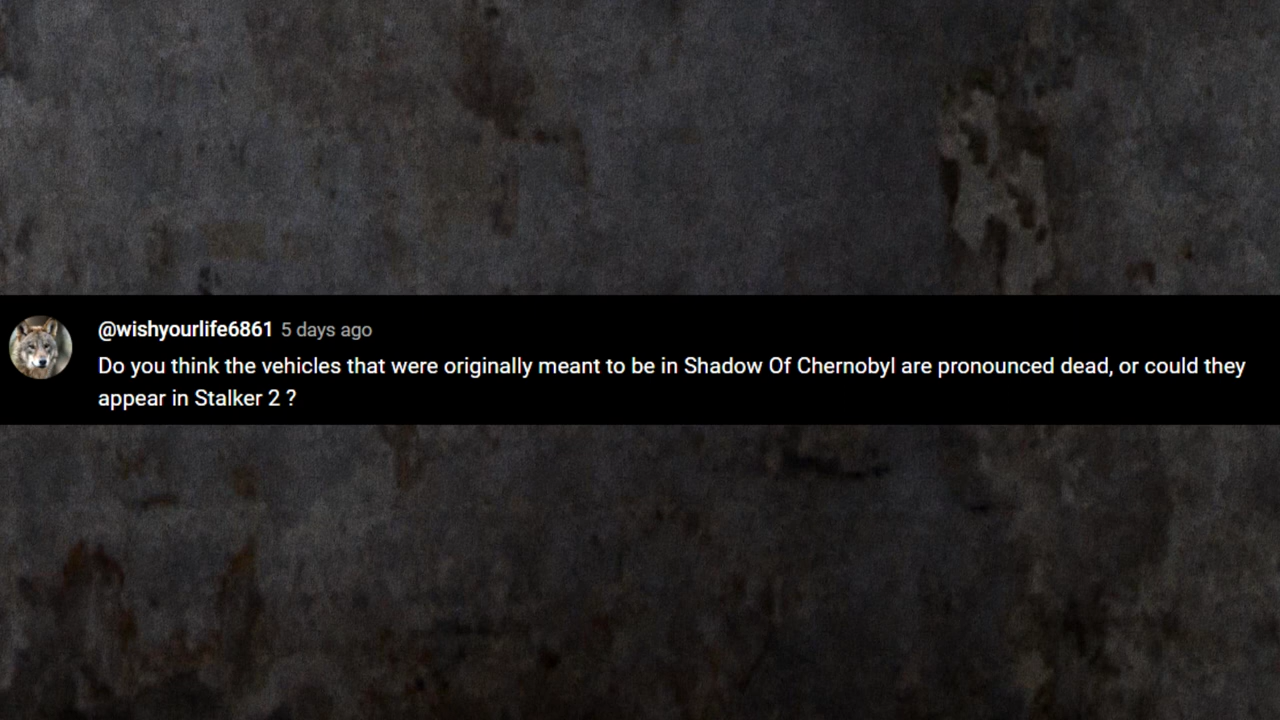 @wishyourlife6861 5 days ago
Do you think the vehicles that were originally meant to be in Shadow Of Chernobyl are pronounced dead, or could they
appear in Stalker 2 ?